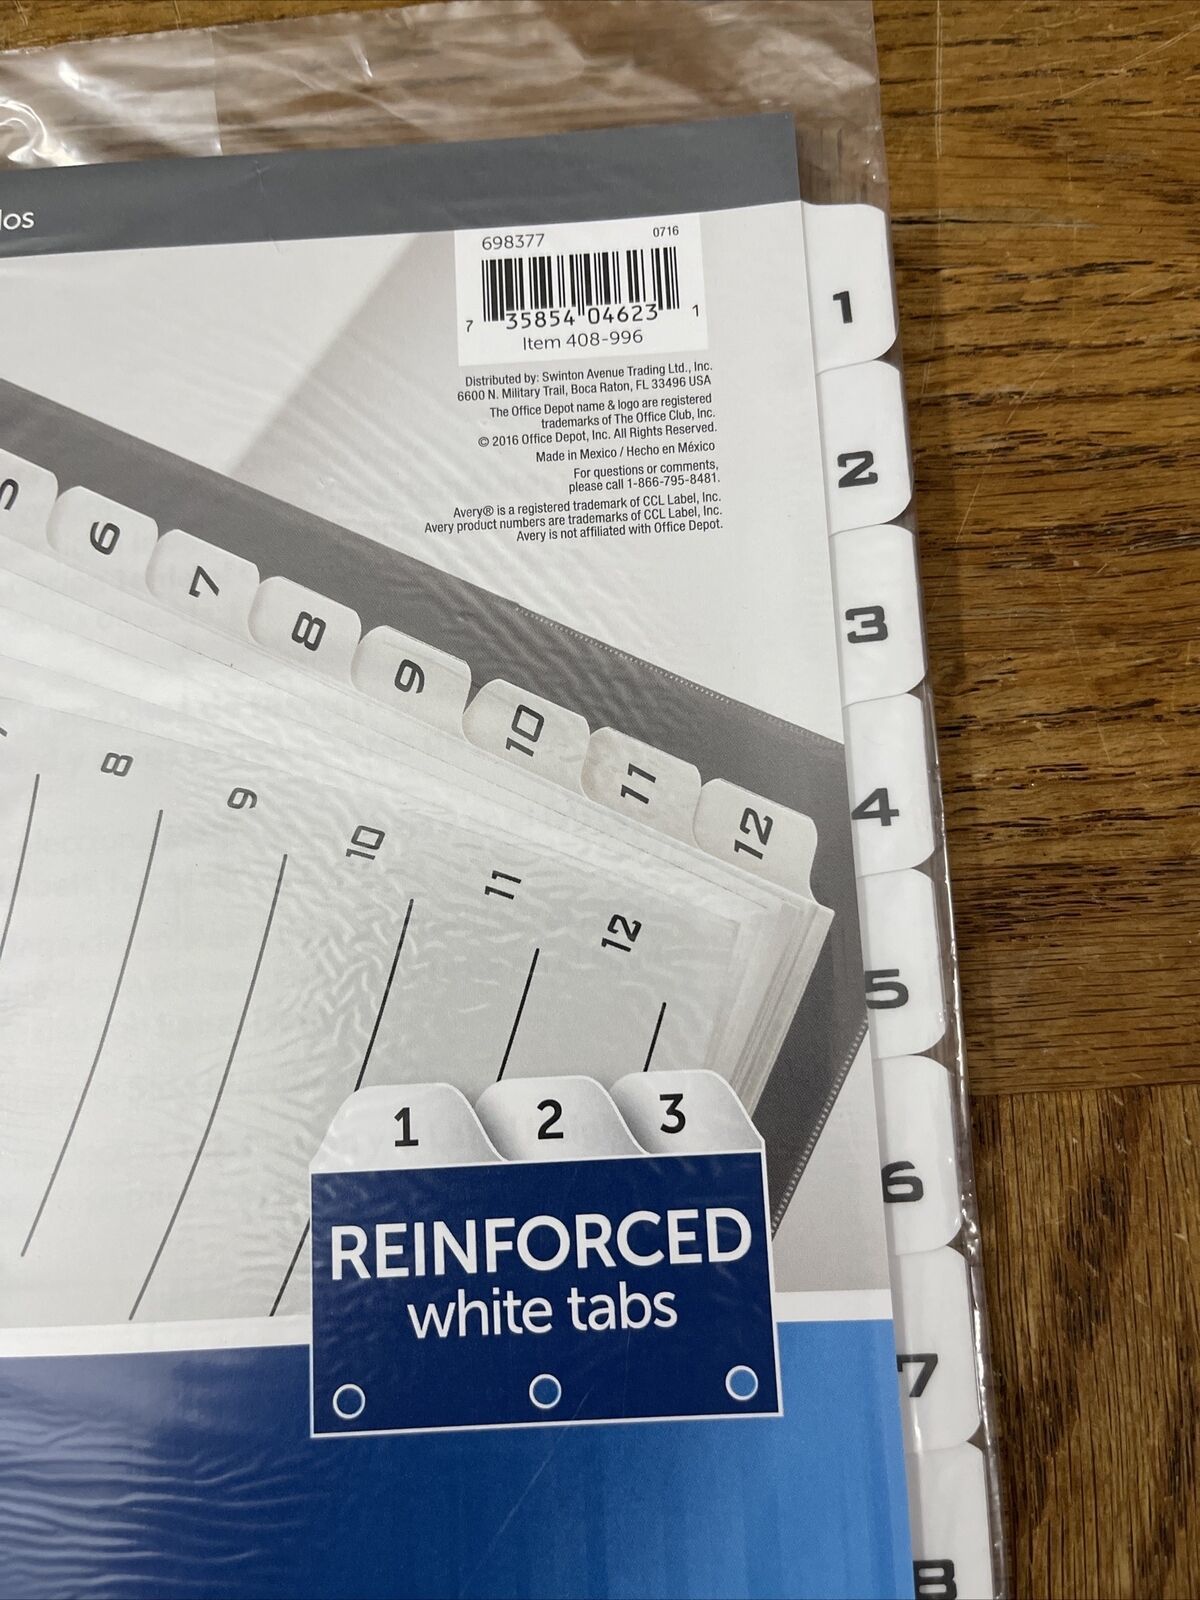 los
698377 0716
7 35854 04623 1
Item 408-996
Distributed by: Swinton Avenue Trading Ltd., Inc.
6600 N. Military Trail, Boca Raton, FL 33496 USA
The Office Depot name & logo are registered
trademarks of The Office Club, Inc.
© 2016 Office Depot, Inc. All Rights Reserved.
Made in Mexico / Hecho en México
For questions or comments,
please call 1-866-795-8481.
Avery® is a registered trademark of CCL Label, Inc.
Avery product numbers are trademarks of CCL Label, Inc.
Avery is not affiliated with Office Depot.
1
2
3
4
5
6
7
8
5 6 7 8 9 10 11 12
8 9 10 11 12
1 2 3
REINFORCED
white tabs